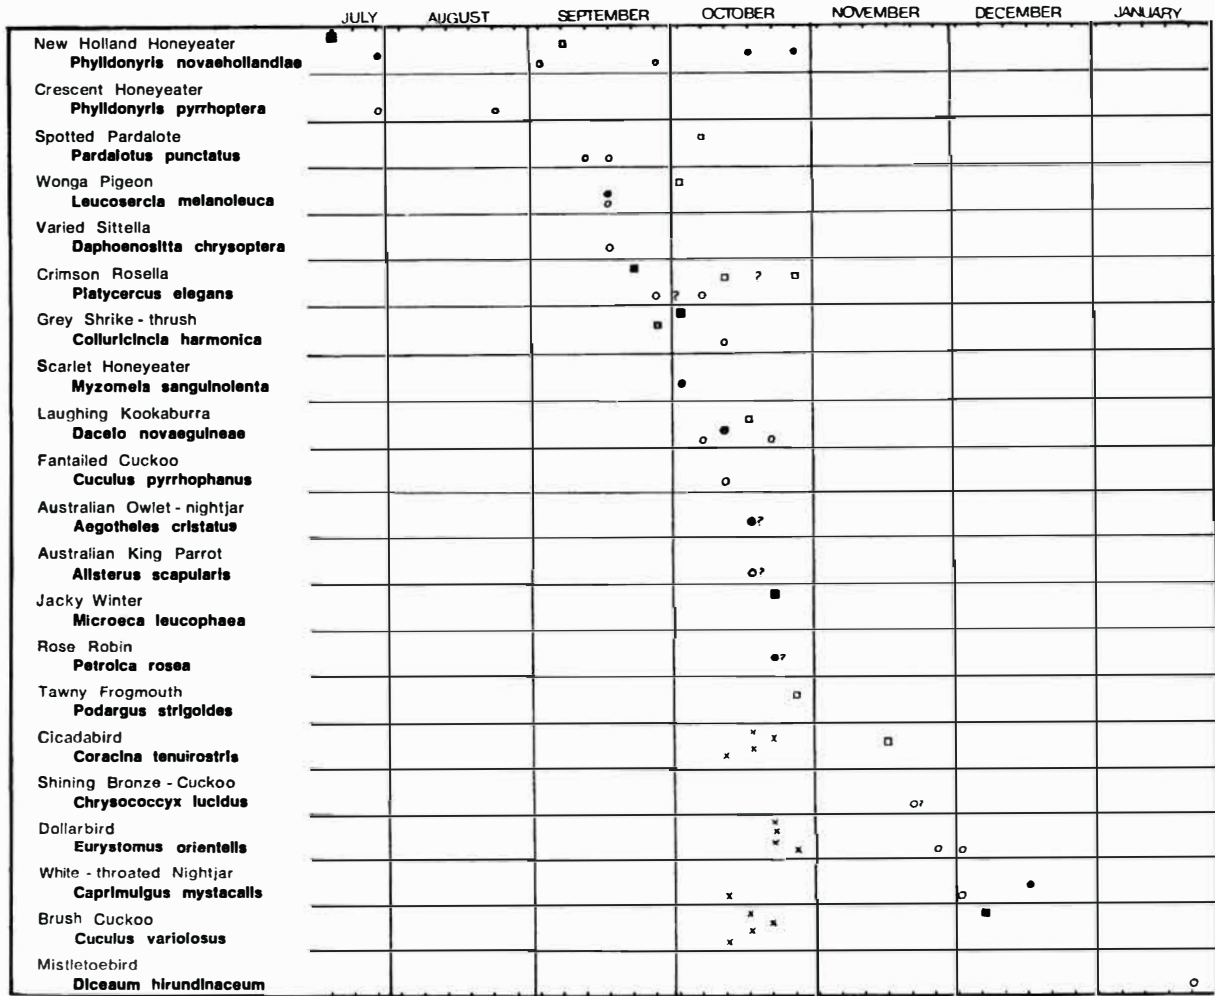 JULY AUGUST SEPTEMBER OCTOBER NOVEMBER DECEMBER JANUARY
New Holland Honeyeater
Phylidonyris novaehollandiae
Crescent Honeyeater
Phylidonyris pyrrhoptera
Spotted Pardalote
Pardalotus punctatus
Wonga Pigeon
Leucosarcia melanoleuca
Varied Sittella
Daphoenositta chrysoptera
Crimson Rosella ?
Platycercus elegans ?
Grey Shrike - thrush
Colluricincla harmonica
Scarlet Honeyeater
Myzomela sanguinolenta
Laughing Kookaburra
Dacelo novaeguineae
Fantailed Cuckoo
Cuculus pyrrhophanus
Australian Owlet - nightjar
Aegotheles cristatus ?
Australian King Parrot
Alisterus scapularis ?
Jacky Winter
Microeca leucophaea
Rose Robin
Petroica rosea ?
Tawny Frogmouth
Podargus strigoides
Cicadabird
Coracina tenuirostris
Shining Bronze - Cuckoo
Chrysococcyx lucidus ?
Dollarbird
Eurystomus orientalis
White - throated Nightjar
Caprimulgus mystacalis
Brush Cuckoo
Cuculus variolosus
Mistletoebird
Diceaum hirundinaceum